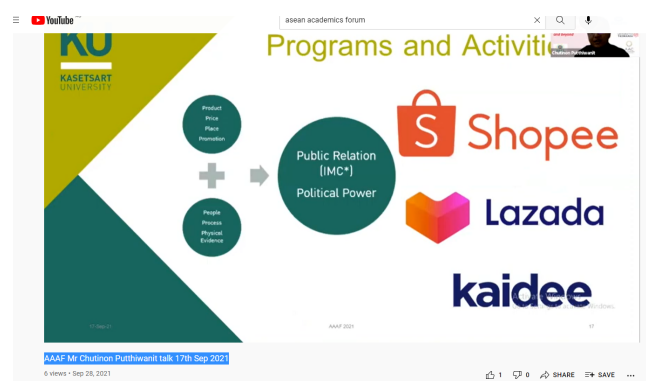 YouTube
asean academics forum
KU
KASETSART
UNIVERSITY
Programs and Activiti
Chutinon Putthiwanit
Product
Price
Place
Promotion
People
Process
Physical
Evidence
Public Relation
(IMC*)
Political Power
S Shopee
Lazada
kaidee
AAAF 2021
17
AAAF Mr Chutinon Putthiwanit talk 17th Sep 2021
6 views • Sep 28, 2021
1
0
SHARE
SAVE